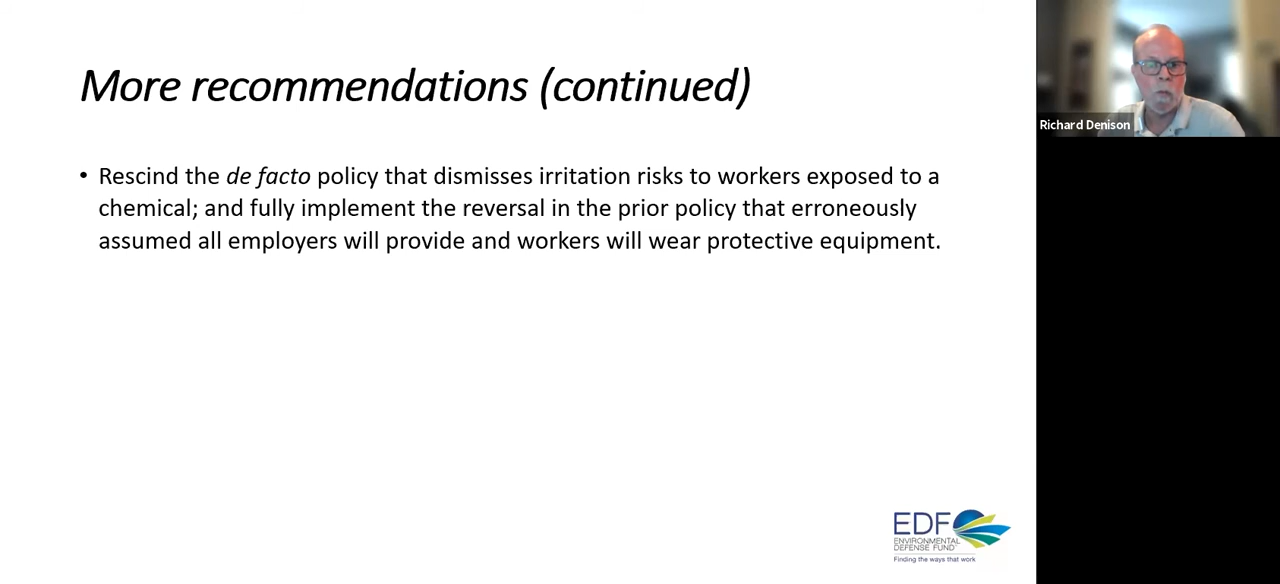 More recommendations (continued)
• Rescind the de facto policy that dismisses irritation risks to workers exposed to a
chemical; and fully implement the reversal in the prior policy that erroneously
assumed all employers will provide and workers will wear protective equipment.
Richard Denison
EDF
ENVIRONMENTAL
DEFENSE FUND
Finding the ways that work